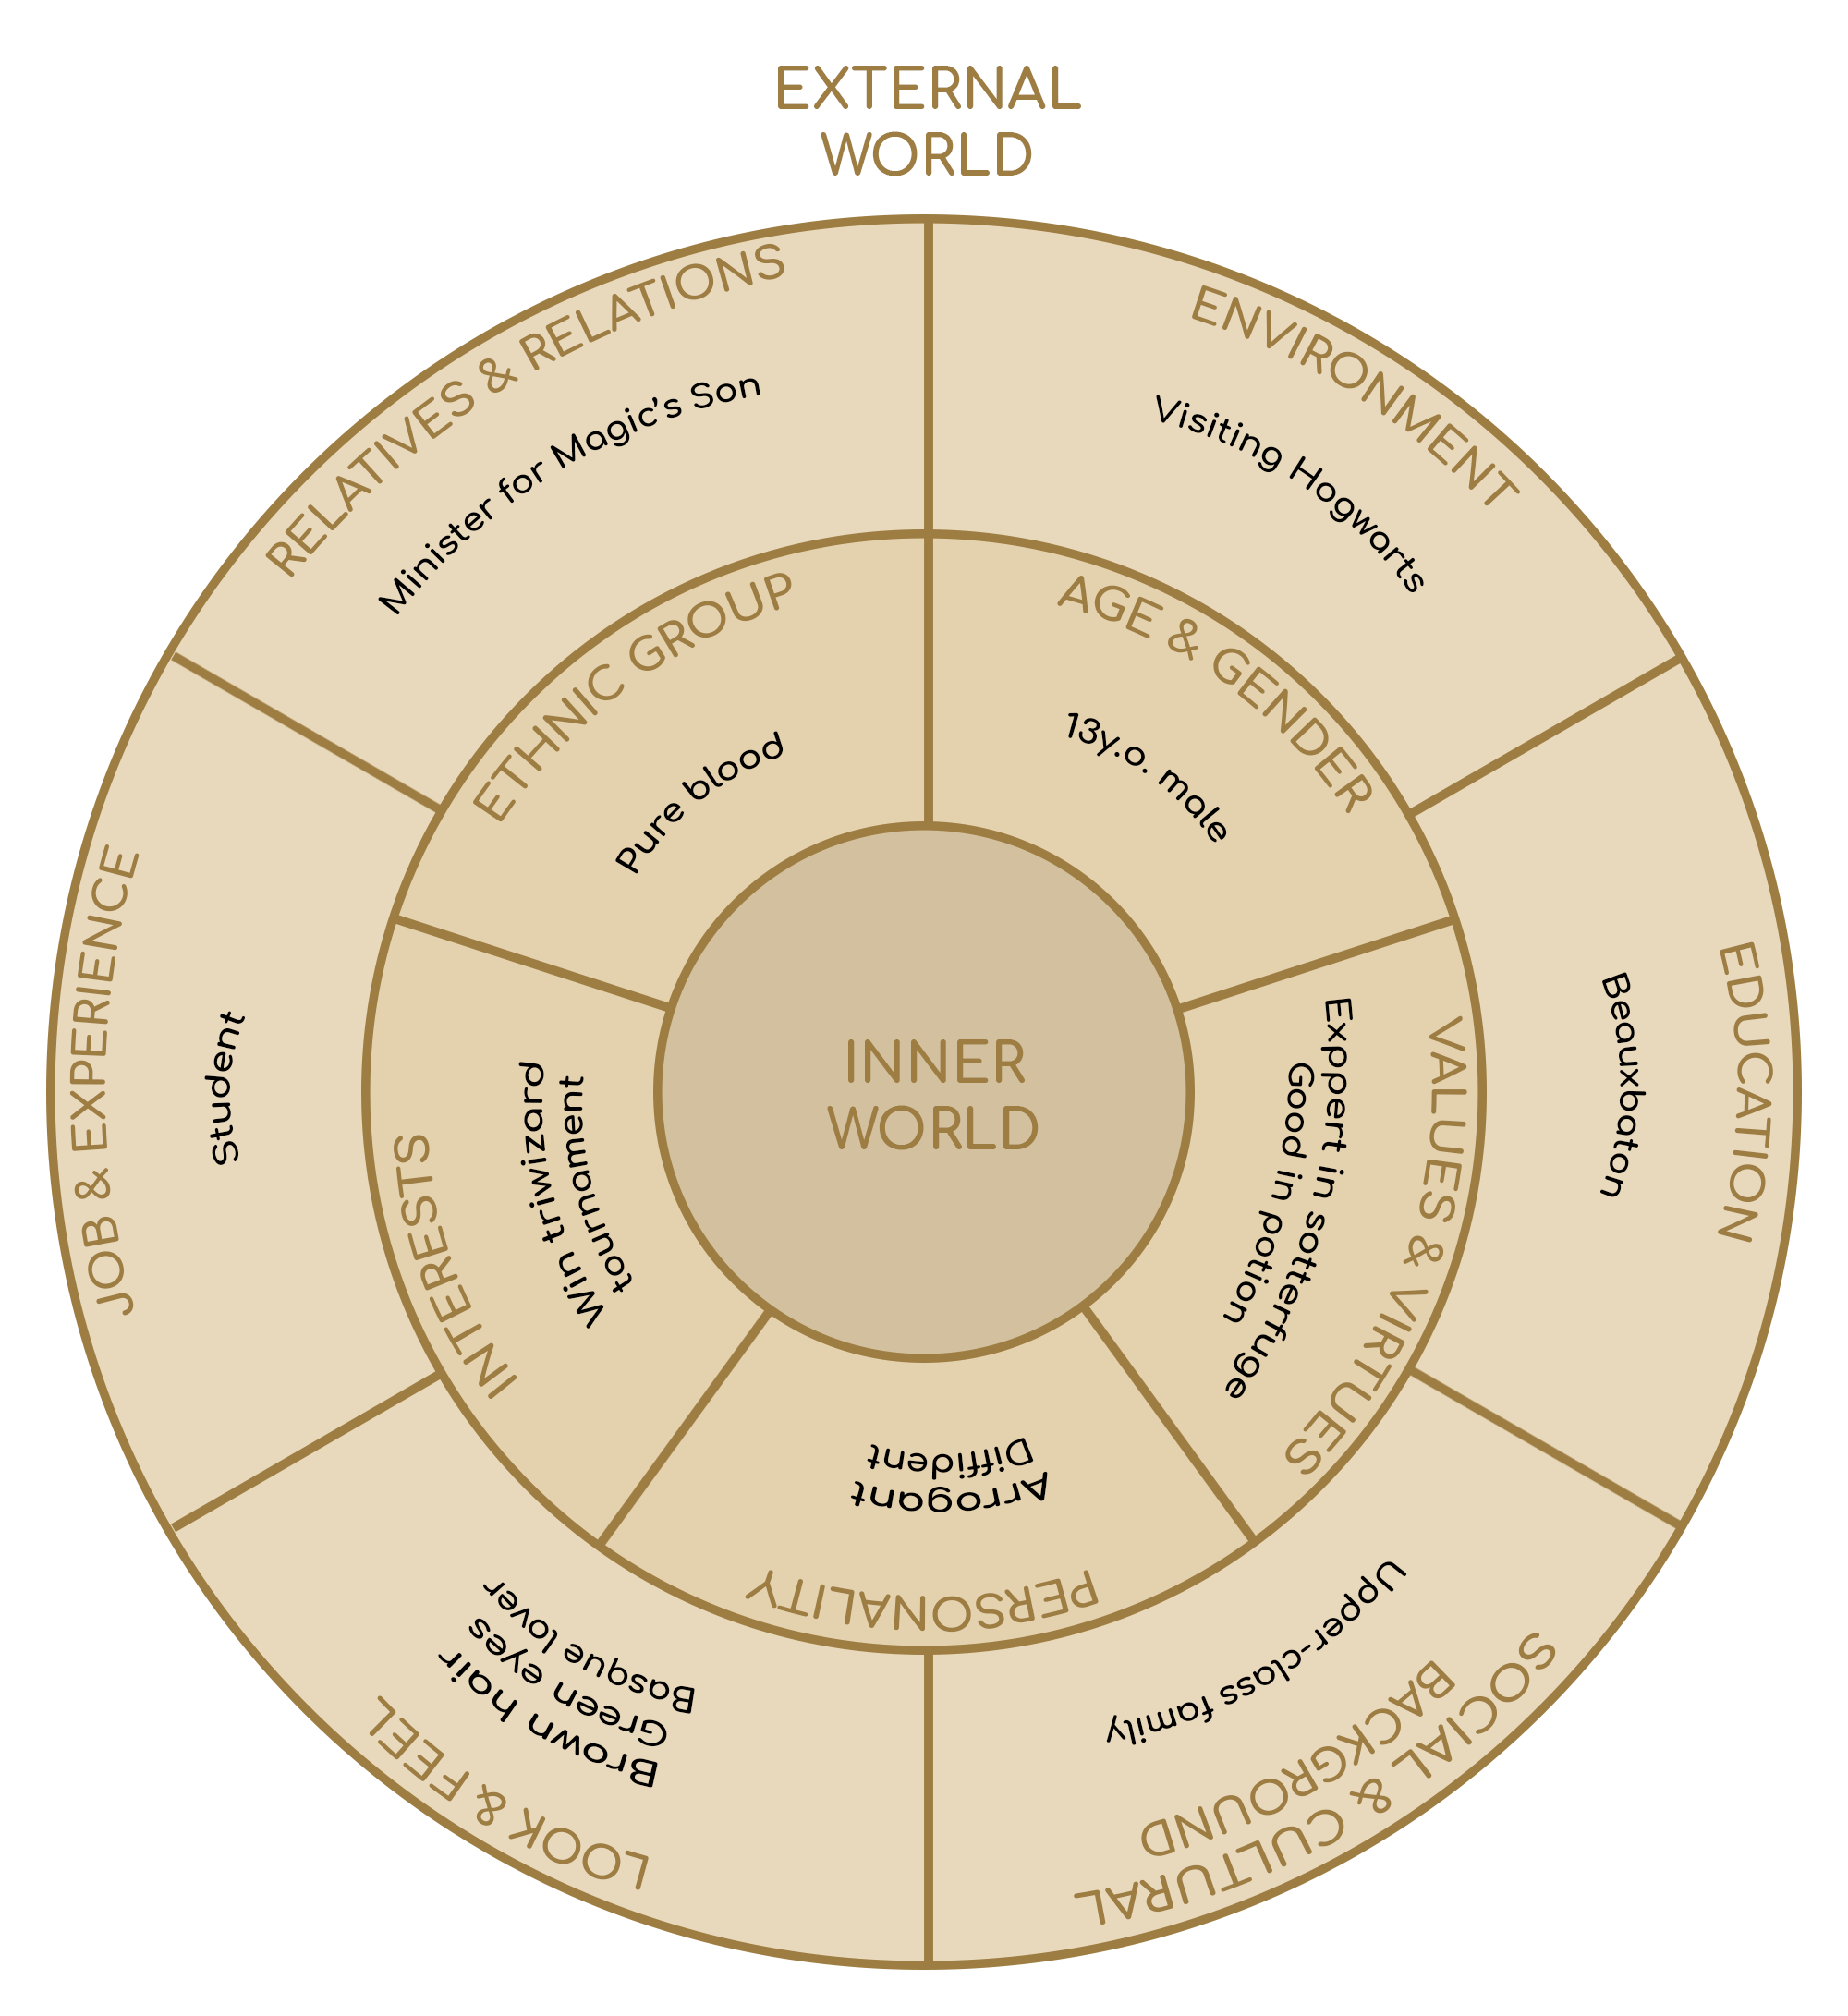 EXTERNAL
WORLD
RELATIVES & RELATIONS
Minister for Magic's Son
ENVIRONMENT
Visiting Hogwarts
EDUCATION
Beauxbaton
SOCIAL & CULTURAL
BACKGROUND
Upper-class family
LOOK & FEEL
Brown hair
Green eyes
Basque lover
JOB & EXPERIENCE
Student
ETHNIC GROUP
Pure blood
AGE & GENDER
13y.o. male
VALUES & VIRTUES
Expert in sotterfuge
Good in potion
PERSONALITY
Arrogant
Diffident
INTERESTS
Win triwizard
tournament
INNER
WORLD